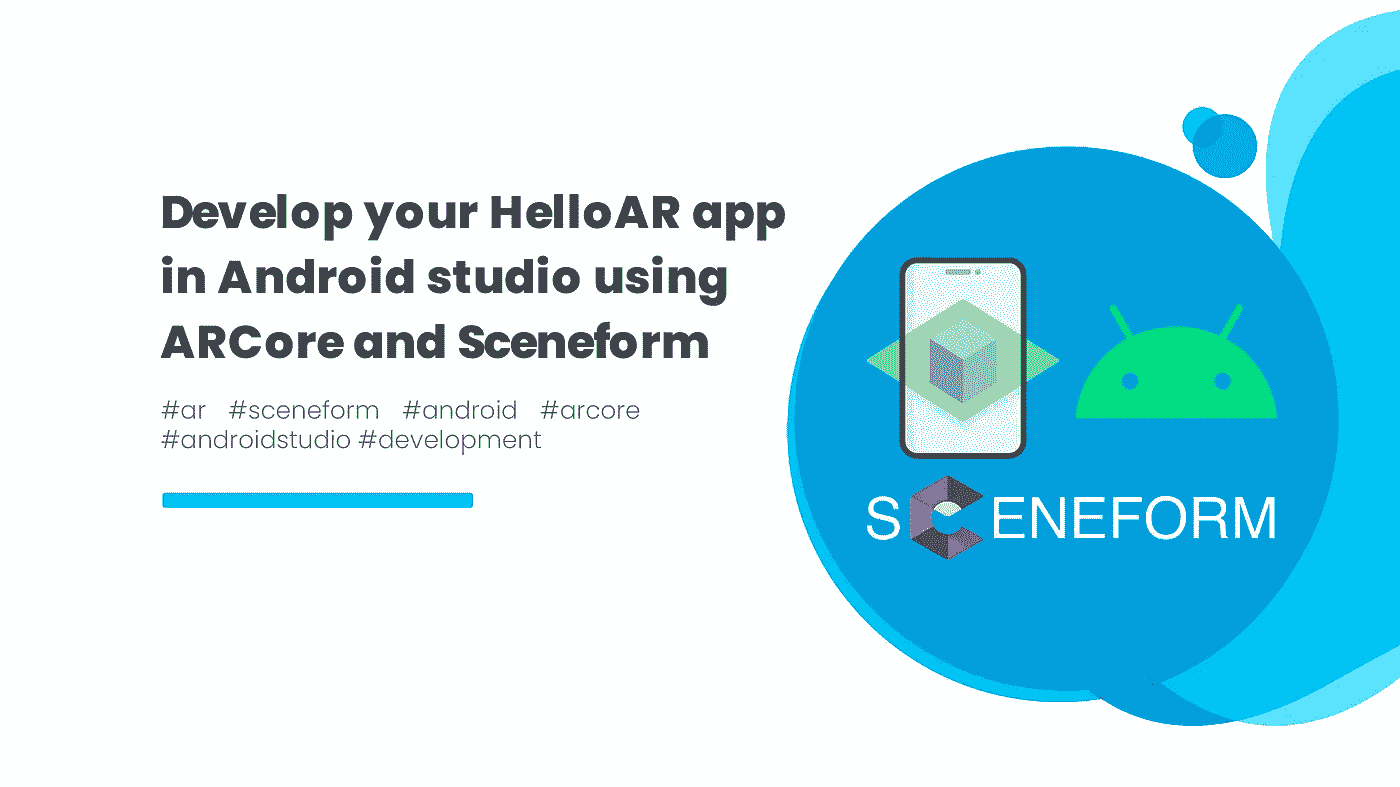 Develop your HelloAR app
in Android studio using
ARCore and Sceneform
#ar #sceneform #android #arcore
#androidstudio #development
SCENEFORM